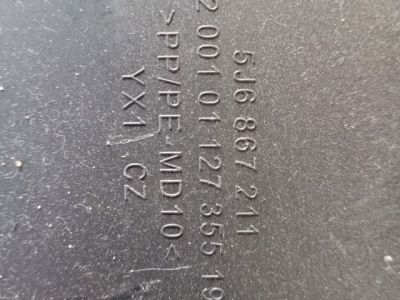 5J6 867 211
2 001 01 127 355 19
>PP/PE-MD10<
YX1 CZ